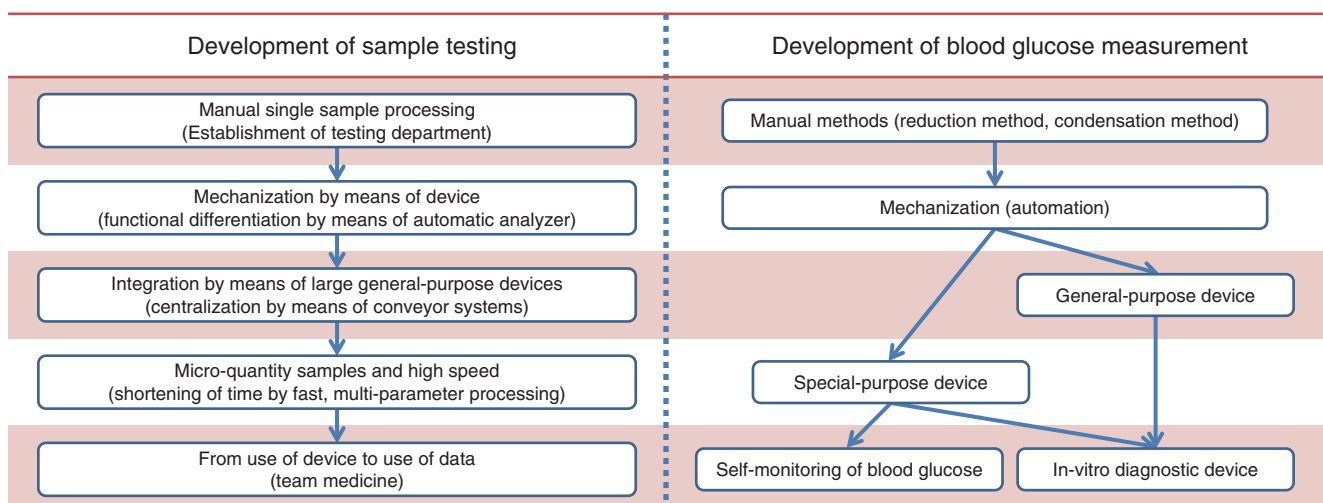 Development of sample testing
Development of blood glucose measurement
Manual single sample processing
(Establishment of testing department)
Mechanization by means of device
(functional differentiation by means of automatic analyzer)
Integration by means of large general-purpose devices
(centralization by means of conveyor systems)
Micro-quantity samples and high speed
(shortening of time by fast, multi-parameter processing)
From use of device to use of data
(team medicine)
Manual methods (reduction method, condensation method)
Mechanization (automation)
General-purpose device
Special-purpose device
Self-monitoring of blood glucose
In-vitro diagnostic device